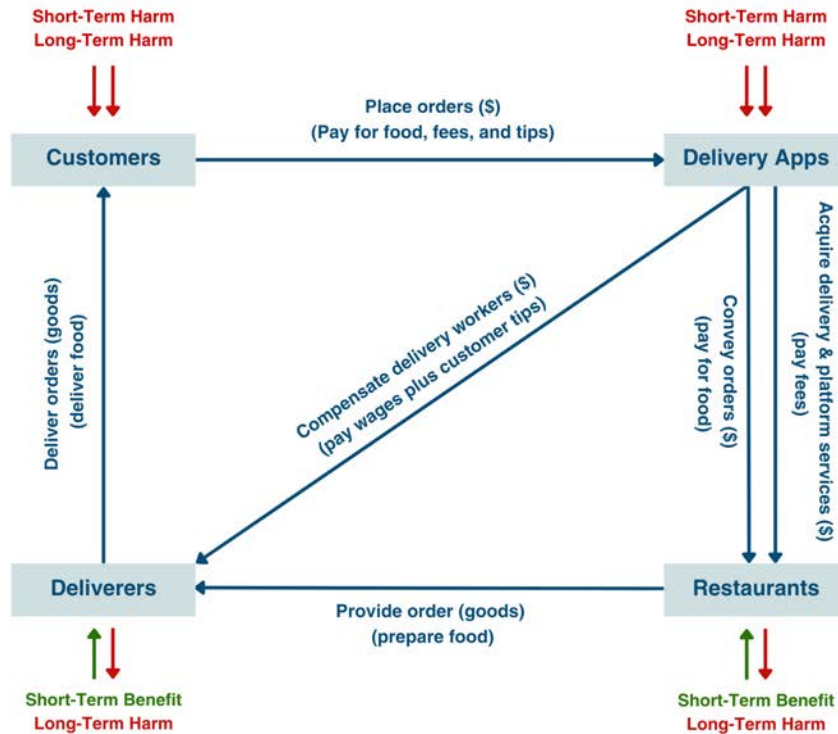 Short-Term Harm
Long-Term Harm
Short-Term Harm
Long-Term Harm
Place orders ($)
(Pay for food, fees, and tips)
Customers
Delivery Apps
Deliver orders (goods)
(deliver food)
Compensate delivery workers ($)
(pay wages plus customer tips)
Convey orders ($)
(pay for food)
Acquire delivery & platform services ($)
(pay fees)
Deliverers
Restaurants
Provide order (goods)
(prepare food)
Short-Term Benefit
Long-Term Harm
Short-Term Benefit
Long-Term Harm